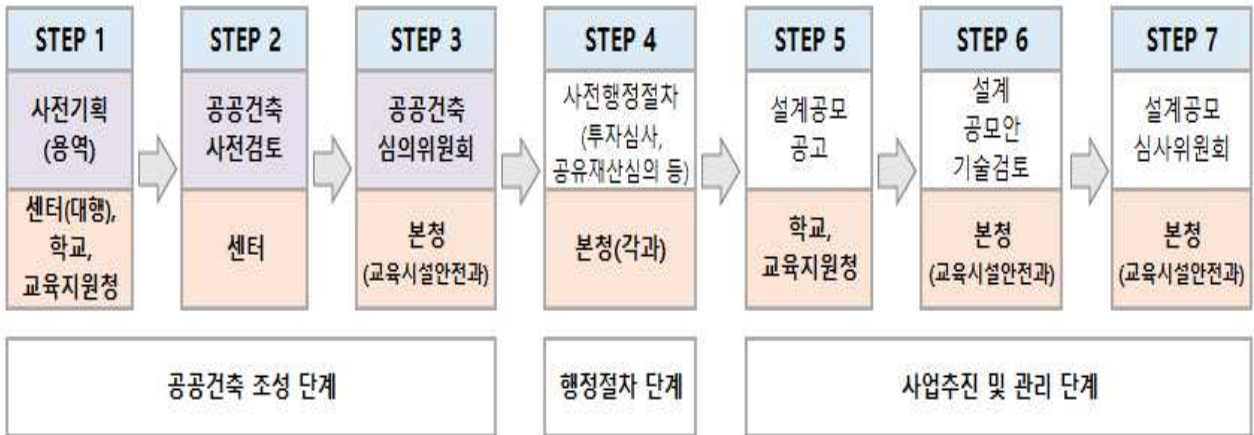 STEP 1
사전기획
(용역)
센터(대행),
학교,
교육지원청
STEP 2
공공건축
사전검토
센터
STEP 3
공공건축
심의위원회
본청
(교육시설안전과)
STEP 4
사전행정절차
(투자심사,
공유재산심의 등)
본청(각과)
STEP 5
설계공모
공고
학교,
교육지원청
STEP 6
설계
공모안
기술검토
본청
(교육시설안전과)
STEP 7
설계공모
심사위원회
본청
(교육시설안전과)
공공건축 조성 단계
행정절차 단계
사업추진 및 관리 단계